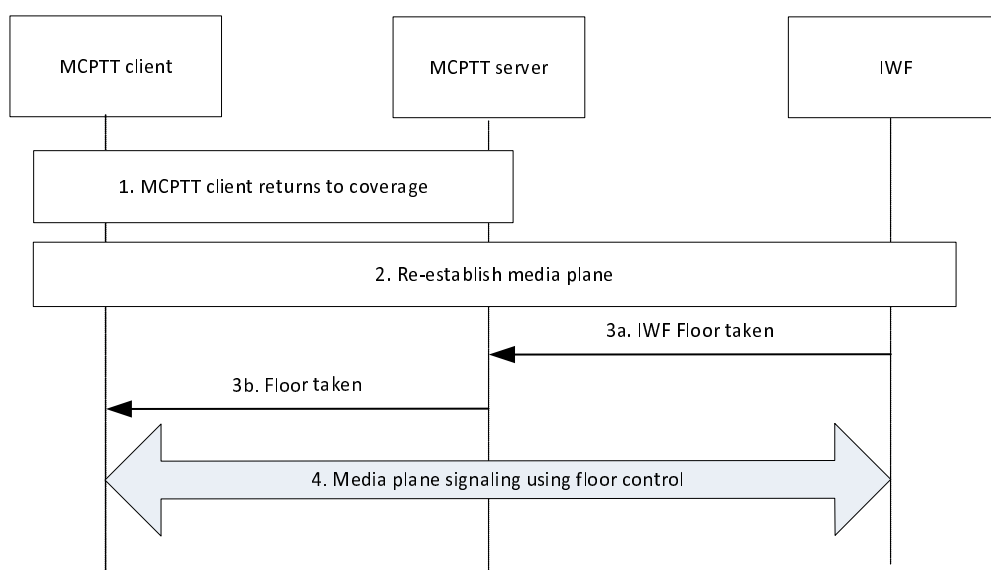 MCPTT client
MCPTT server
IWF
1. MCPTT client returns to coverage
2. Re-establish media plane
3a. IWF Floor taken
3b. Floor taken
4. Media plane signaling using floor control